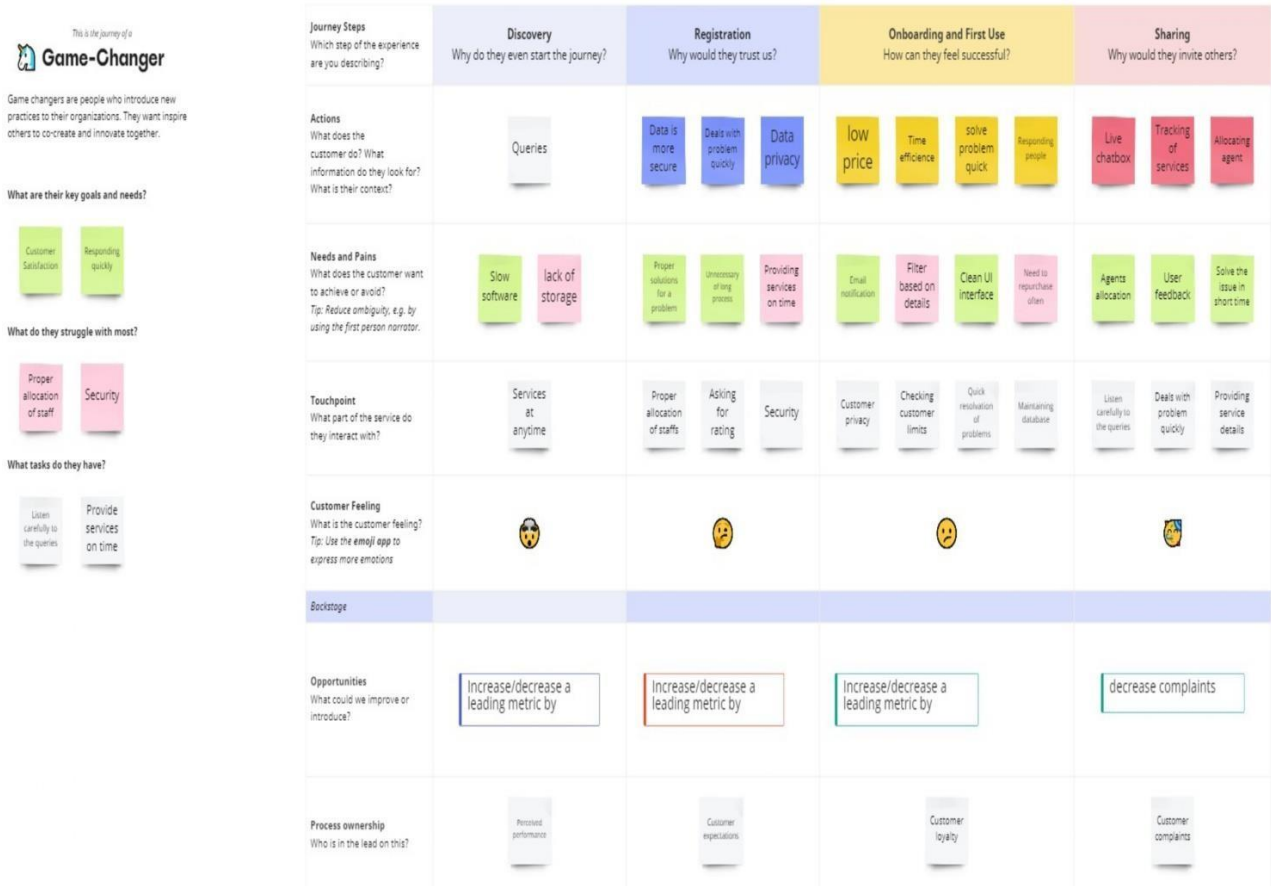 This is the journey of a
Game-Changer
Game changers are people who introduce new
practices to their organizations. They want inspire
others to co-create and innovate together.
What are their key goals and needs?
Customer
Satisfaction
Responding
quickly
What do they struggle with most?
Proper
allocation
of staff
Security
What tasks do they have?
Listen
carefully to
the queries
Provide
services
on time
Journey Steps
Which step of the experience
are you describing?
Discovery
Why do they even start the journey?
Registration
Why would they trust us?
Onboarding and First Use
How can they feel successful?
Sharing
Why would they invite others?
Actions
What does the
customer do? What
information do they look for?
What is their context?
Queries
Data is
more
secure
Deals with
problem
quickly
Data
privacy
low
price
Time
efficience
solve
problem
quick
Responding
people
Live
chatbox
Tracking
of
services
Allocating
agent
Needs and Pains
What does the customer want
to achieve or avoid?
Tip: Reduce ambiguity, e.g. by
using the first person narrator.
Slow
software
lack of
storage
Proper
solutions
for a
problem
Unnecessary
of long
process
Providing
services
on time
Email
notification
Filter
based on
details
Clean UI
interface
Need to
repurchase
often
Agents
allocation
User
feedback
Solve the
issue in
short time
Touchpoint
What part of the service do
they interact with?
Services
at
anytime
Proper
allocation
of staffs
Asking
for
rating
Security
Customer
privacy
Checking
customer
limits
Quick
resolvation
of
problems
Maintaining
database
Listen
carefully to
the queries
Deals with
problem
quickly
Providing
service
details
Customer Feeling
What is the customer feeling?
Tip: Use the emoji app to
express more emotions
Backstage
Opportunities
What could we improve or
introduce?
Increase/decrease a
leading metric by
Increase/decrease a
leading metric by
Increase/decrease a
leading metric by
decrease complaints
Process ownership
Who is in the lead on this?
Perceived
performance
Customer
expectations
Customer
loyalty
Customer
complaints